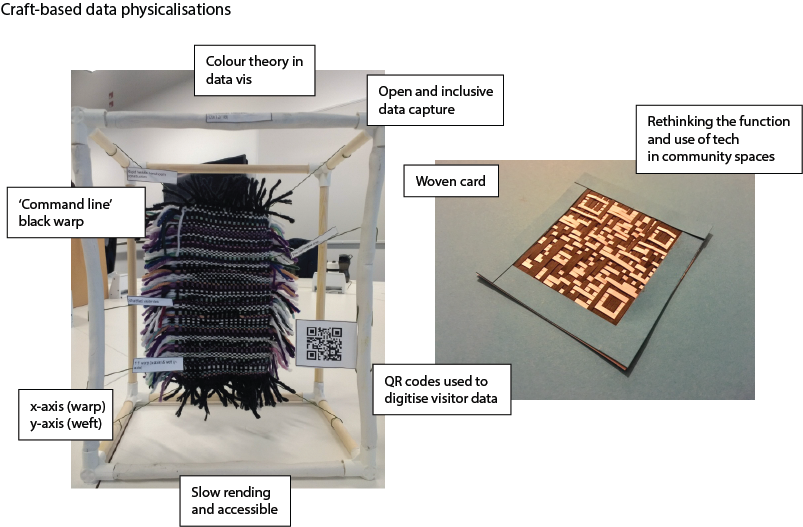 Craft-based data physicalisations
Colour theory in
data vis
Open and inclusive
data capture
Rethinking the function
and use of tech
in community spaces
Woven card
‘Command line’
black warp
QR codes used to
digitise visitor data
x-axis (warp)
y-axis (weft)
Slow rending
and accessible